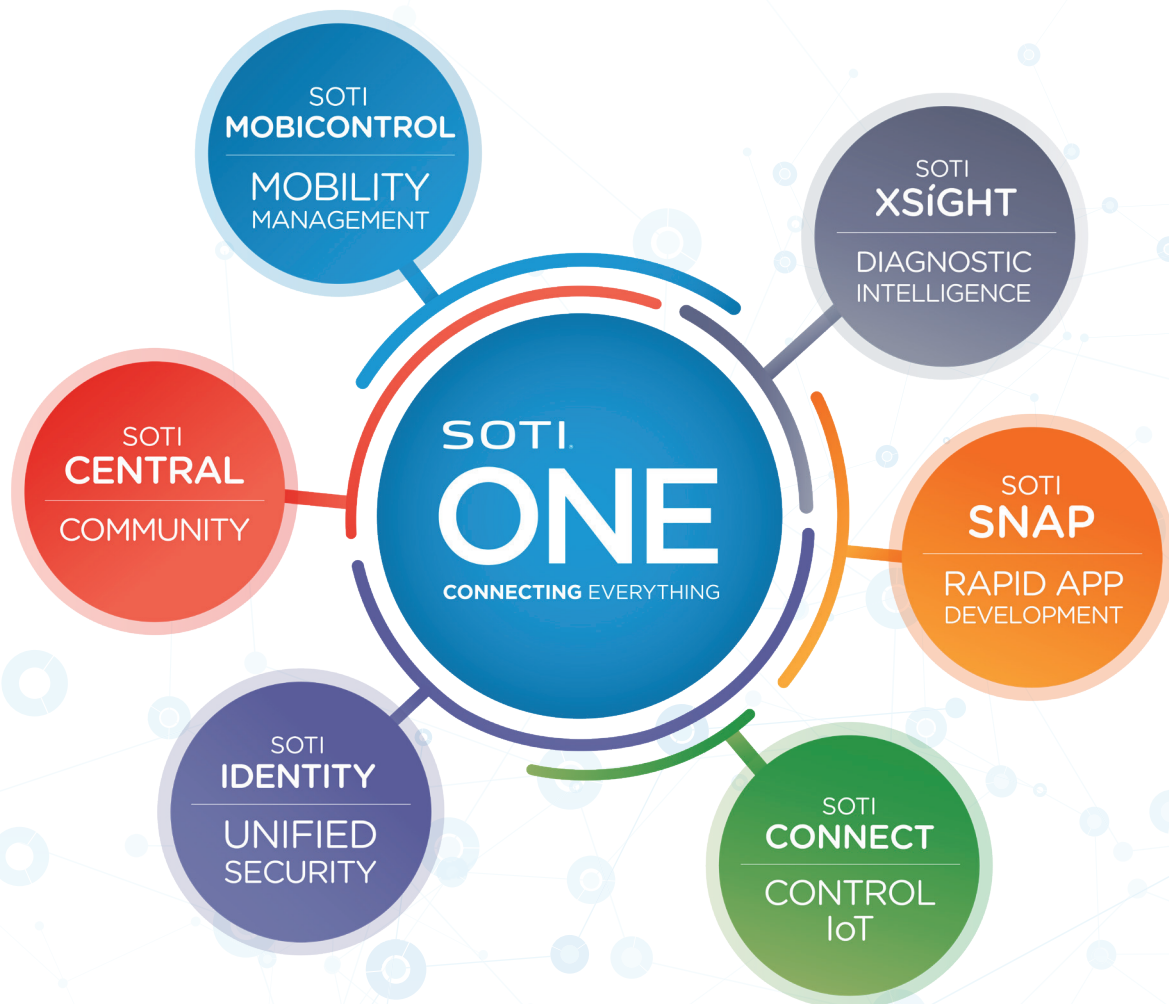 SOTI
MOBICONTROL
MOBILITY
MANAGEMENT
SOTI
XSíGHT
DIAGNOSTIC
INTELLIGENCE
SOTI
CENTRAL
COMMUNITY
SOTI.
ONE
CONNECTING EVERYTHING
SOTI
SNAP
RAPID APP
DEVELOPMENT
SOTI
IDENTITY
UNIFIED
SECURITY
SOTI
CONNECT
CONTROL
IoT